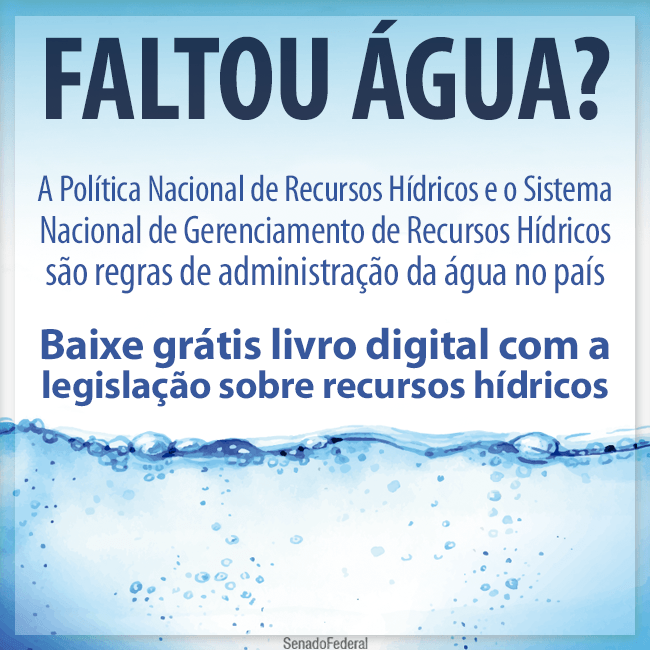 FALTOU ÁGUA?
A Política Nacional de Recursos Hídricos e o Sistema
Nacional de Gerenciamento de Recursos Hídricos
são regras de administração da água no país
Baixe grátis livro digital com a
legislação sobre recursos hídricos
SenadoFederal